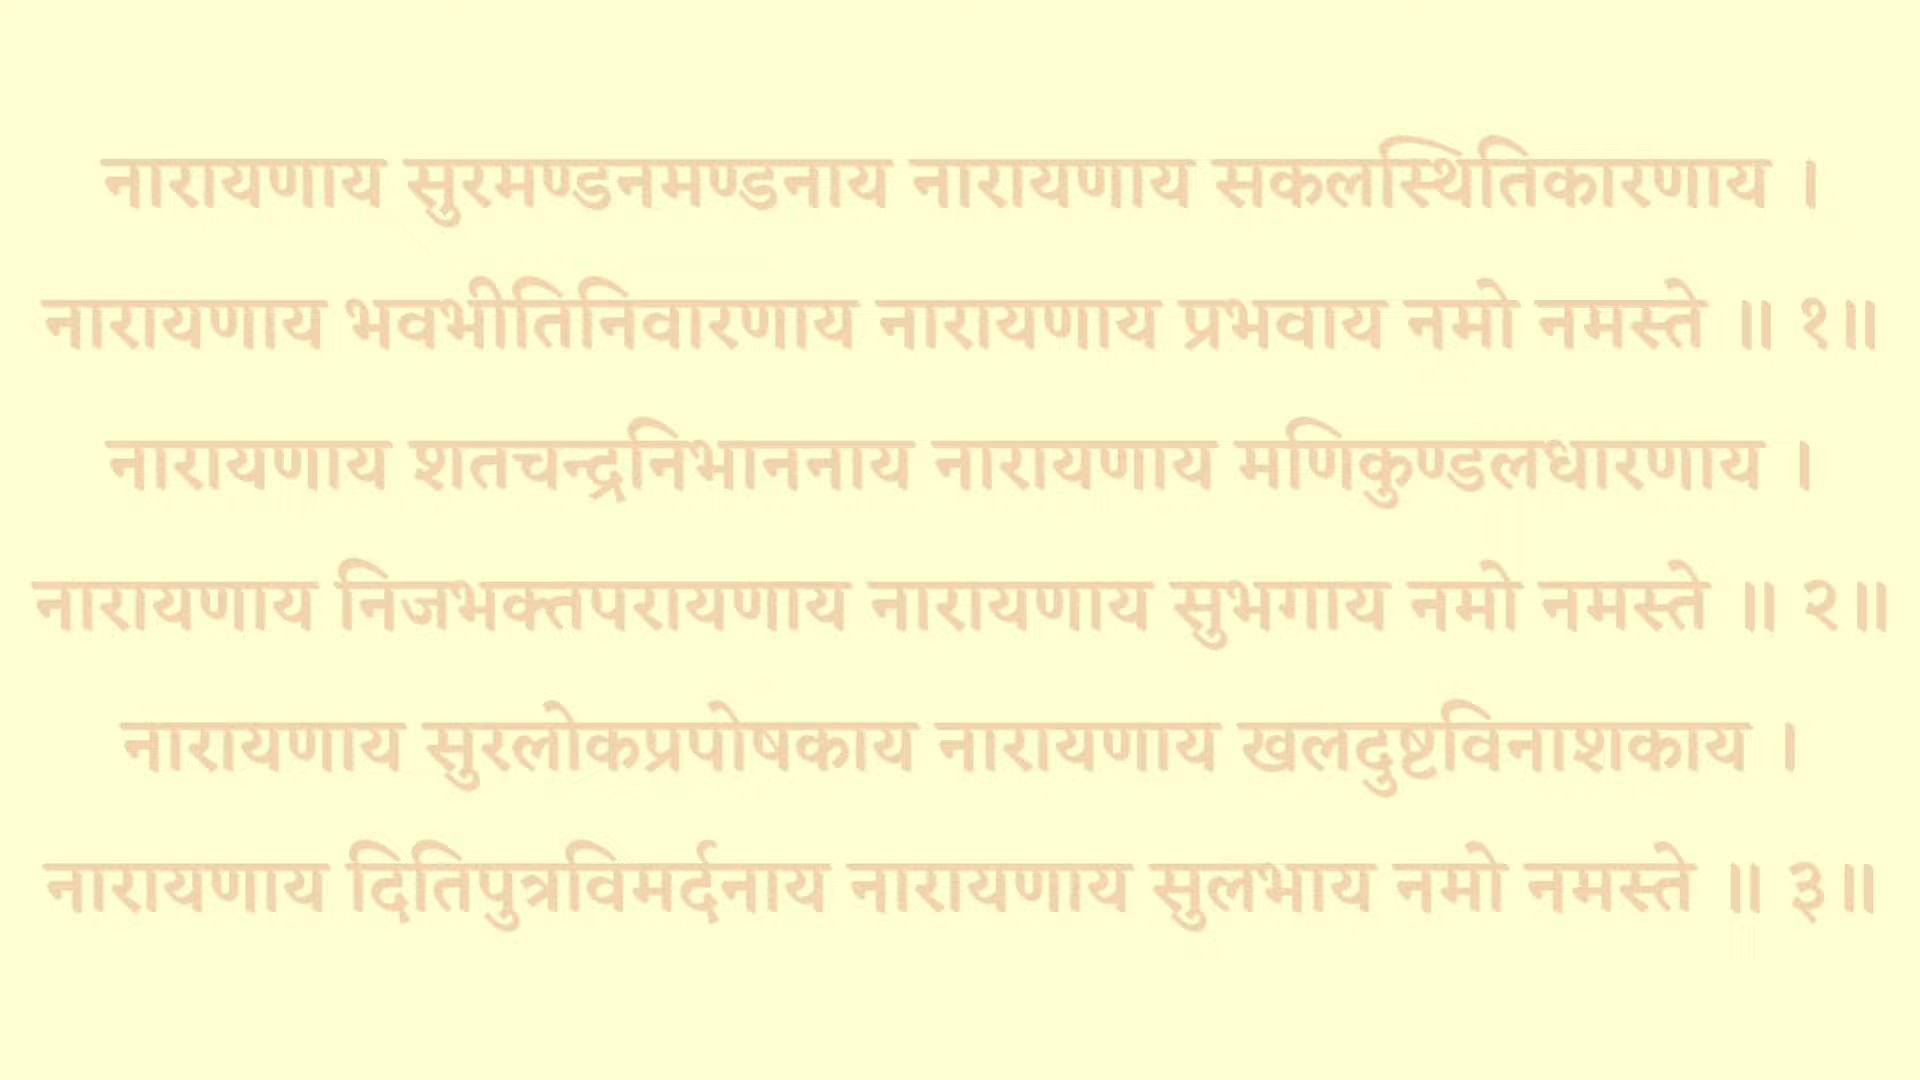 नारायणाय सुरमण्डनमण्डनाय नारायणाय सकलस्थितिकारणाय ।
नारायणाय भवभीतिनिवारणाय नारायणाय प्रभवाय नमो नमस्ते ॥ १॥
नारायणाय शतचन्द्रनिभाननाय नारायणाय मणिकुण्डलधारणाय ।
नारायणाय निजभक्तपरायणाय नारायणाय सुभगाय नमो नमस्ते ॥ २॥
नारायणाय सुरलोकप्रपोषकाय नारायणाय खलदुष्टविनाशकाय ।
नारायणाय दितिपुत्रविमर्दनाय नारायणाय सुलभाय नमो नमस्ते ॥ ३॥